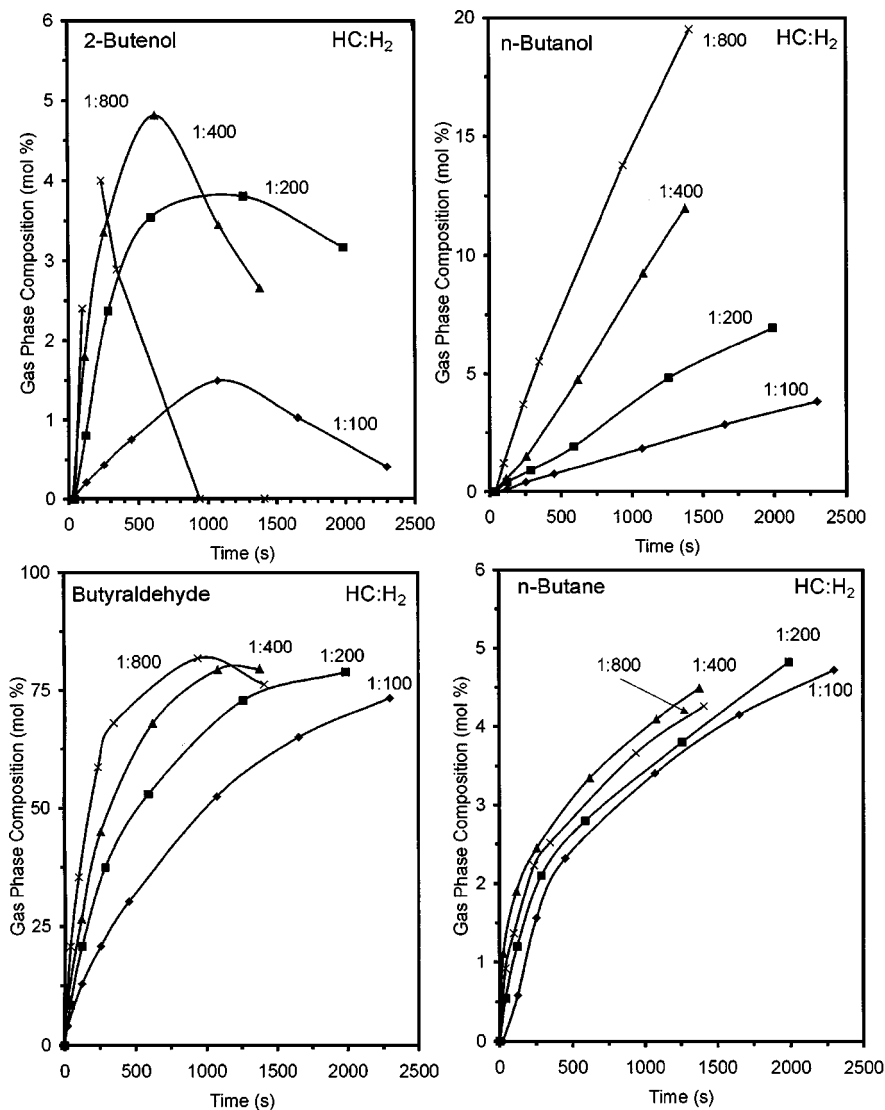 2-Butenol
HC:H₂
1:800
1:400
1:200
1:100
6
5
4
3
2
1
0
0 500 1000 1500 2000 2500
Time (s)
Gas Phase Composition (mol %)
n-Butanol
HC:H₂
1:800
1:400
1:200
1:100
20
15
10
5
0
0 500 1000 1500 2000 2500
Time (s)
Gas Phase Composition (mol %)
Butyraldehyde
HC:H₂
1:800
1:400
1:200
1:100
100
75
50
25
0
0 500 1000 1500 2000 2500
Time (s)
Gas Phase Composition (mol %)
n-Butane
HC:H₂
1:200
1:800
1:400
1:100
6
5
4
3
2
1
0
0 500 1000 1500 2000 2500
Time (s)
Gas Phase Composition (mol %)